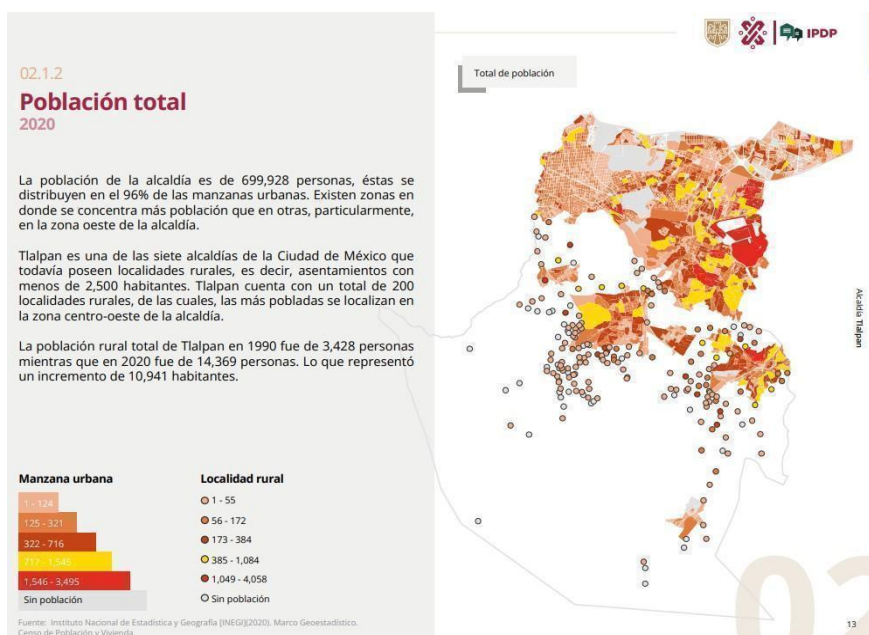 IPDP
02.1.2
Población total
2020
Total de población
La población de la alcaldía es de 699,928 personas, éstas se
distribuyen en el 96% de las manzanas urbanas. Existen zonas en
donde se concentra más población que en otras, particularmente,
en la zona oeste de la alcaldía.
Tlalpan es una de las siete alcaldías de la Ciudad de México que
todavía poseen localidades rurales, es decir, asentamientos con
menos de 2,500 habitantes. Tlalpan cuenta con un total de 200
localidades rurales, de las cuales, las más pobladas se localizan en
la zona centro-oeste de la alcaldía.
La población rural total de Tlalpan en 1990 fue de 3,428 personas
mientras que en 2020 fue de 14,369 personas. Lo que representó
un incremento de 10,941 habitantes.
Alcaldía Tlalpan
Manzana urbana
1 - 124
125 - 321
322 - 716
717 - 1,545
1,546 - 3,495
Sin población
Localidad rural
1 - 55
56 - 172
173 - 384
385 - 1,084
1,049 - 4,058
Sin población
Fuente: Instituto Nacional de Estadística y Geografía [INEGI](2020). Marco Geoestadístico.
Censo de Población y Vivienda
02
13